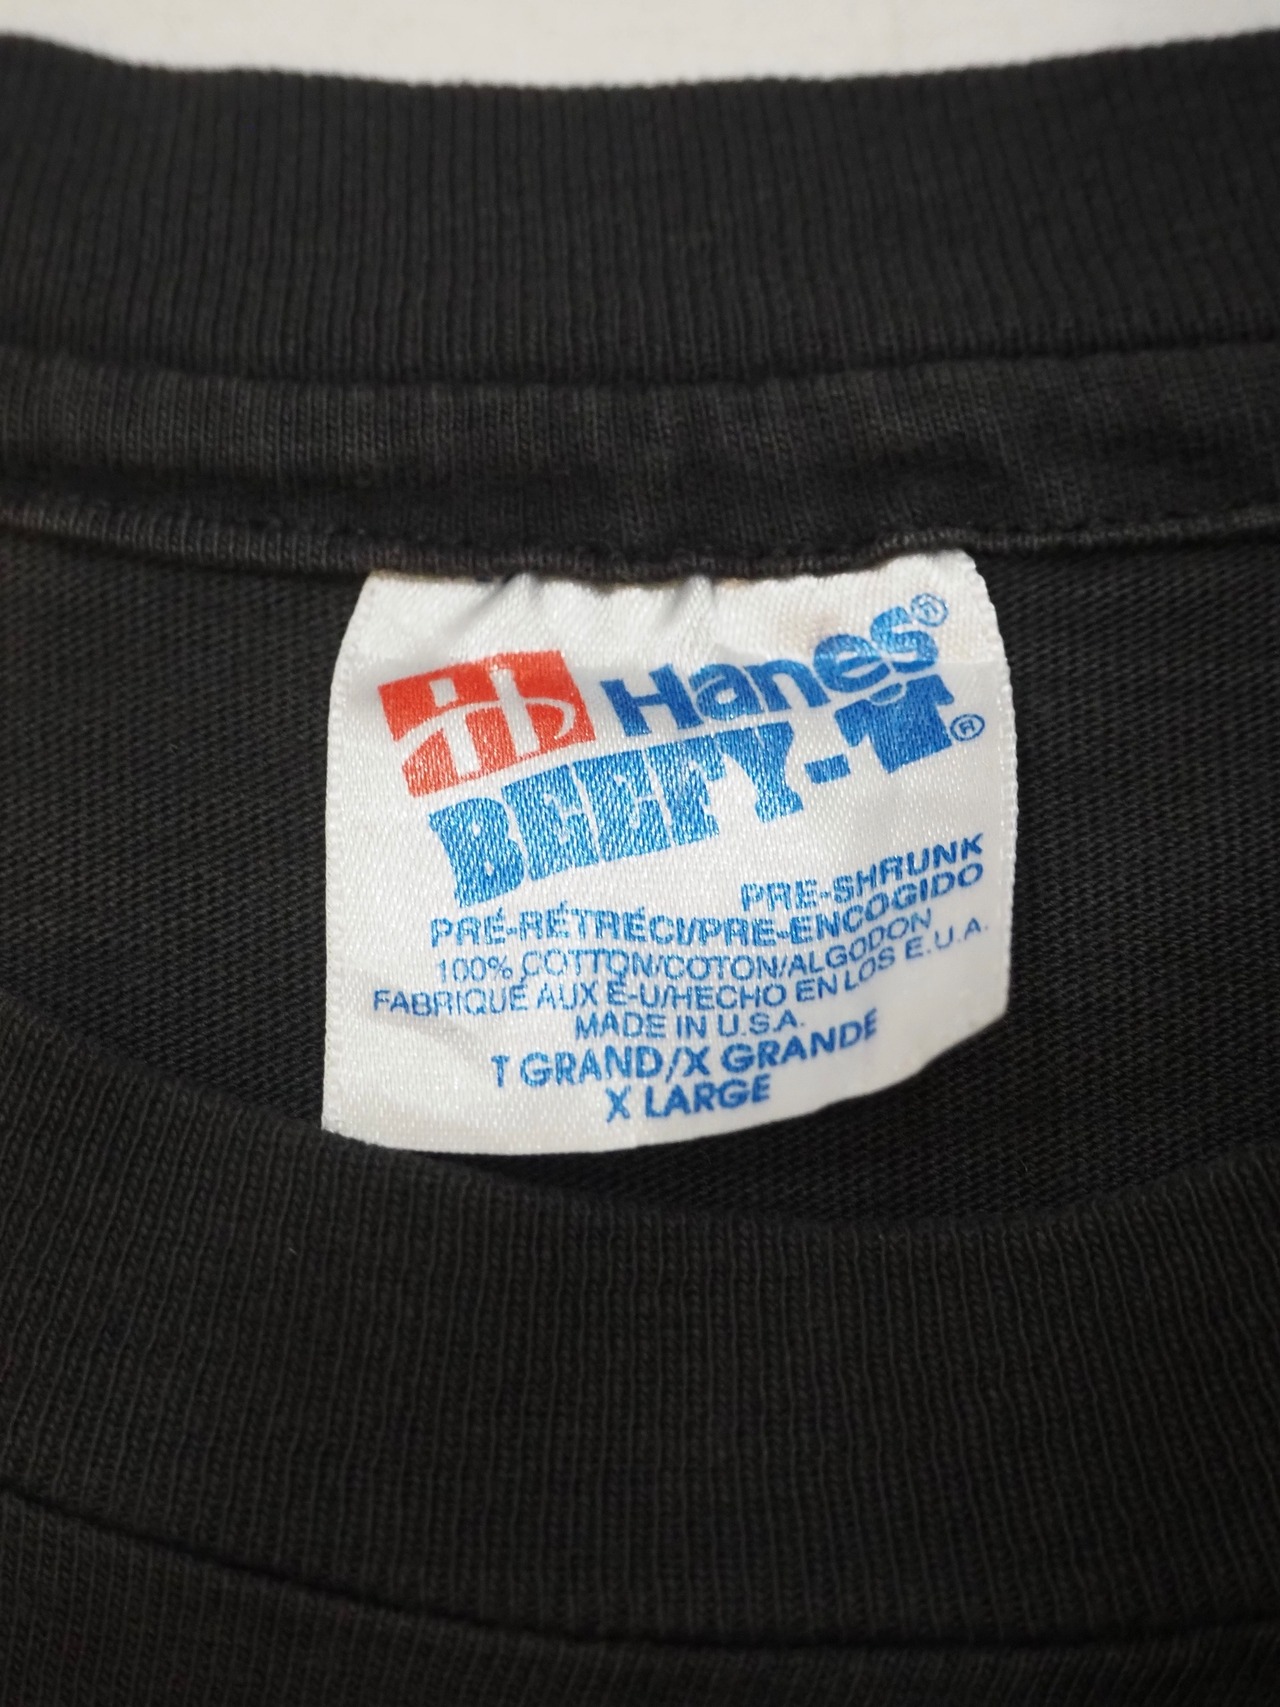 Hanes®
BEEFY-T®
PRE-SHRUNK
PRÉ-RÉTRÉCI/PRE-ENCOGIDO
100% COTTON/COTON/ALGODON
FABRIQUÉ AUX É-U/HECHO EN LOS E.U.A.
MADE IN U.S.A.
T GRAND/X GRANDE
X LARGE